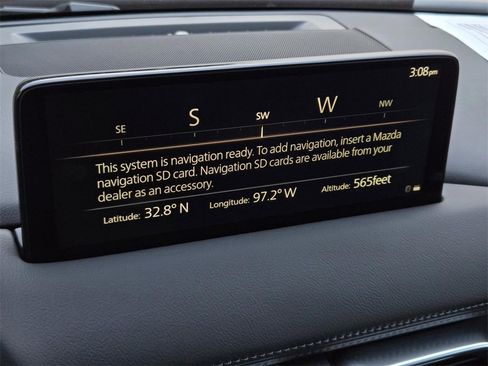 3:08pm
SE S SW W NW
This system is navigation ready. To add navigation, insert a Mazda
navigation SD card. Navigation SD cards are available from your
dealer as an accessory.
Latitude: 32.8° N Longitude: 97.2° W Altitude: 565feet